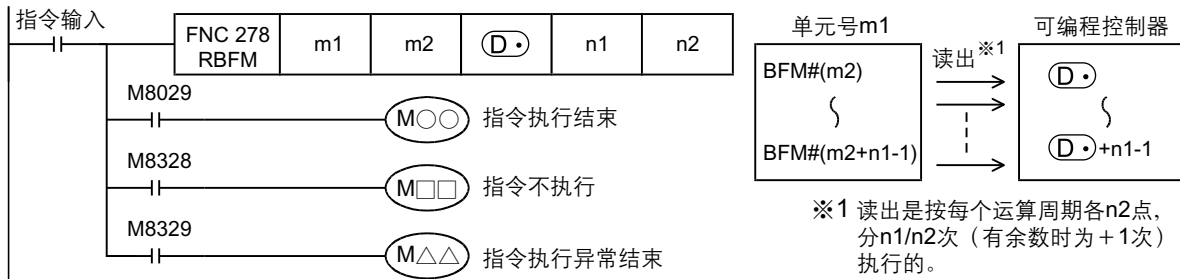 指令输入
FNC 278
RBFM
m1
m2
D·
n1
n2
M8029
M○○
指令执行结束
M8328
M□□
指令不执行
M8329
M△△
指令执行异常结束
单元号m1
可编程控制器
BFM#(m2)
读出※1
D·
BFM#(m2+n1-1)
D·+n1-1
※1 读出是按每个运算周期各n2点，
分n1/n2次（有余数时为＋1次）
执行的。